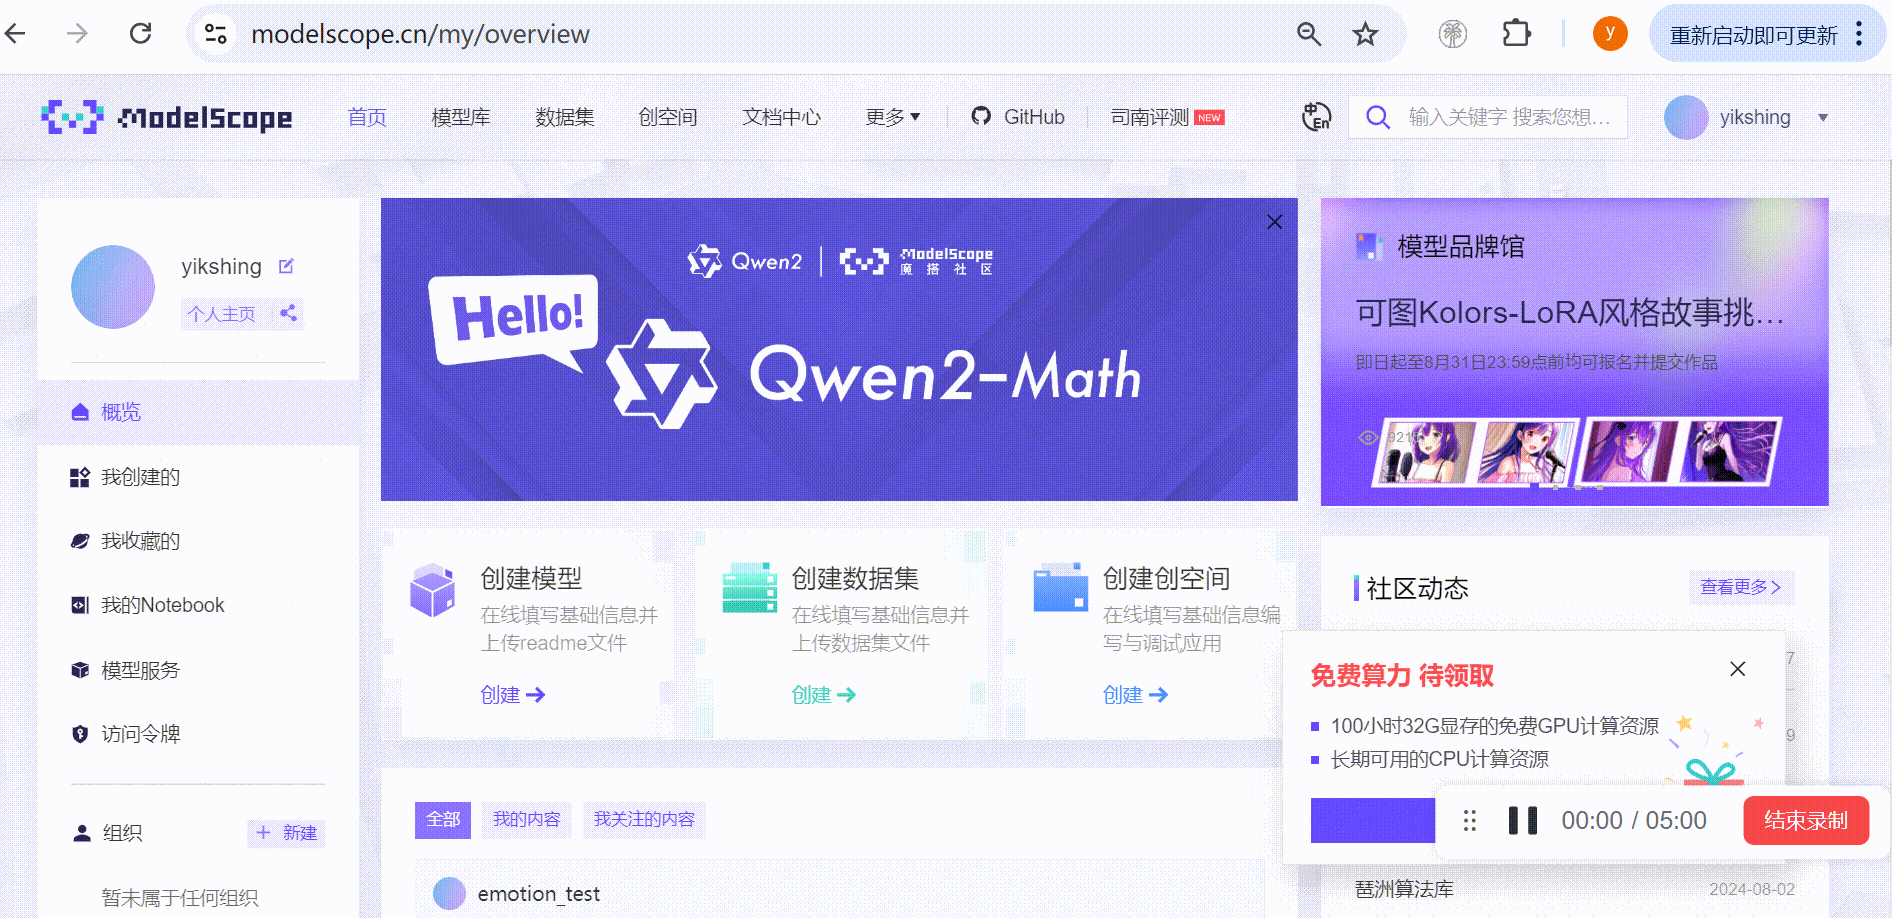 modelscope.cn/my/overview
y
重新启动即可更新
ModelScope
首页
模型库
数据集
创空间
文档中心
更多
GitHub
司南评测 NEW
中 En
输入关键字 搜索您想…
yikshing
yikshing
个人主页
概览
我创建的
我收藏的
我的Notebook
模型服务
访问令牌
组织
+ 新建
暂未属于任何组织
Qwen2
ModelScope
魔搭社区
Hello!
Qwen2-Math
模型品牌馆
可图Kolors-LoRA风格故事挑…
即日起至8月31日23:59点前均可报名并提交作品
创建模型
在线填写基础信息并
上传readme文件
创建
创建数据集
在线填写基础信息并
上传数据集文件
创建
创建创空间
在线填写基础信息编
写与调试应用
创建
社区动态
查看更多
免费算力 待领取
100小时32G显存的免费GPU计算资源
长期可用的CPU计算资源
00:00 / 05:00
结束录制
全部
我的内容
我关注的内容
emotion_test
琶洲算法库
2024-08-02